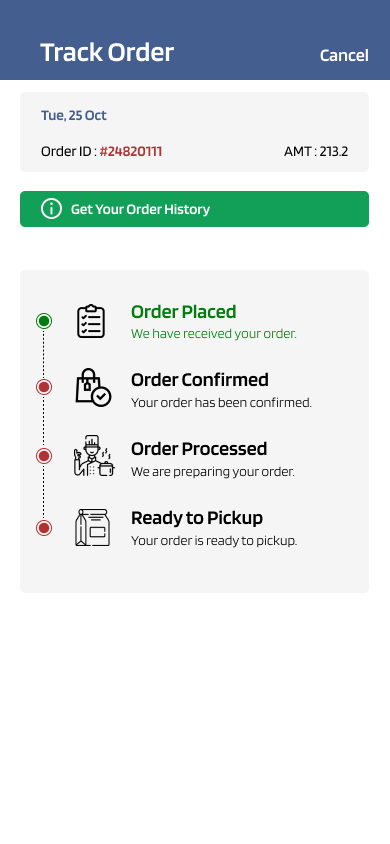 Track Order
Cancel
Tue, 25 Oct
Order ID : #24820111
AMT : 213.2
Get Your Order History
Order Placed
We have received your order.
Order Confirmed
Your order has been confirmed.
Order Processed
We are preparing your order.
Ready to Pickup
Your order is ready to pickup.